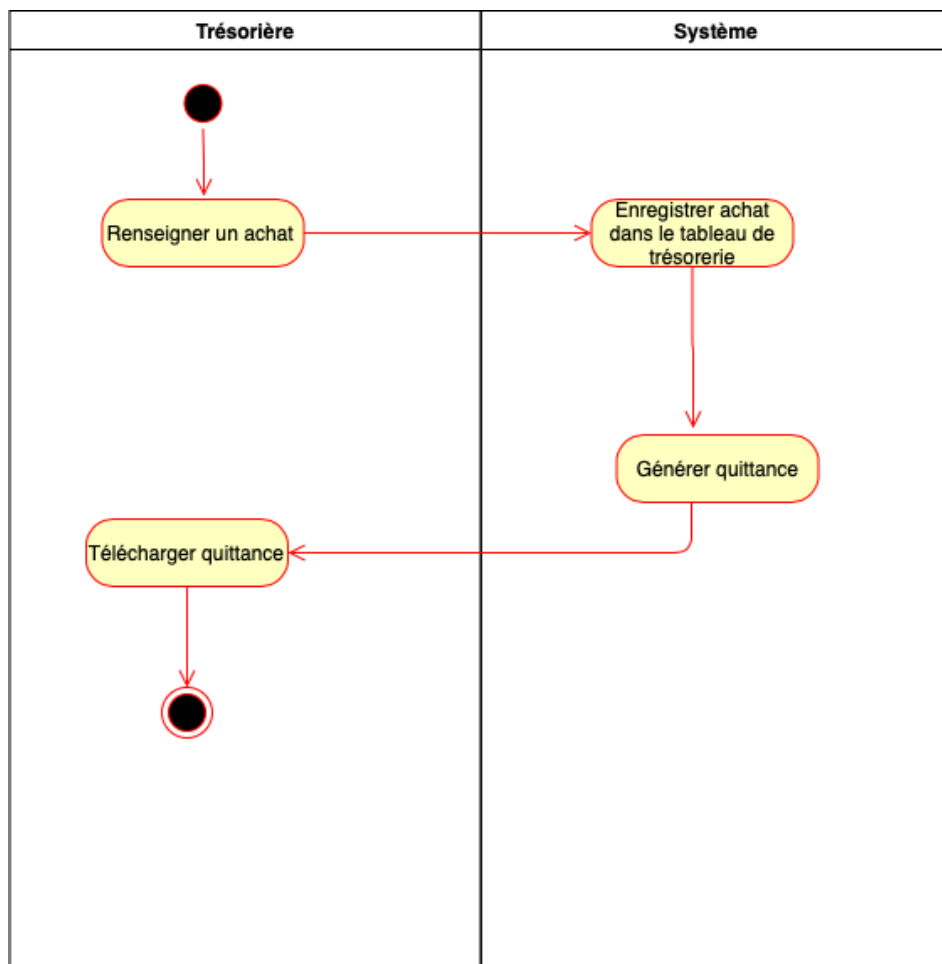 Trésorière
Système
Renseigner un achat
Enregistrer achat
dans le tableau de
trésorerie
Générer quittance
Télécharger quittance